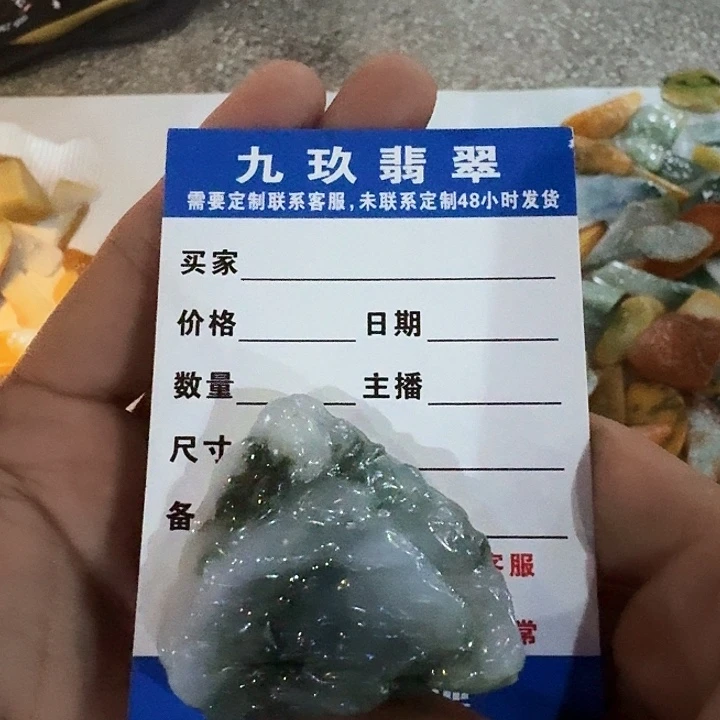 九玖翡翠
需要定制联系客服,未联系定制48小时发货
买家
价格 日期
数量 主播
尺寸
备
客服
常